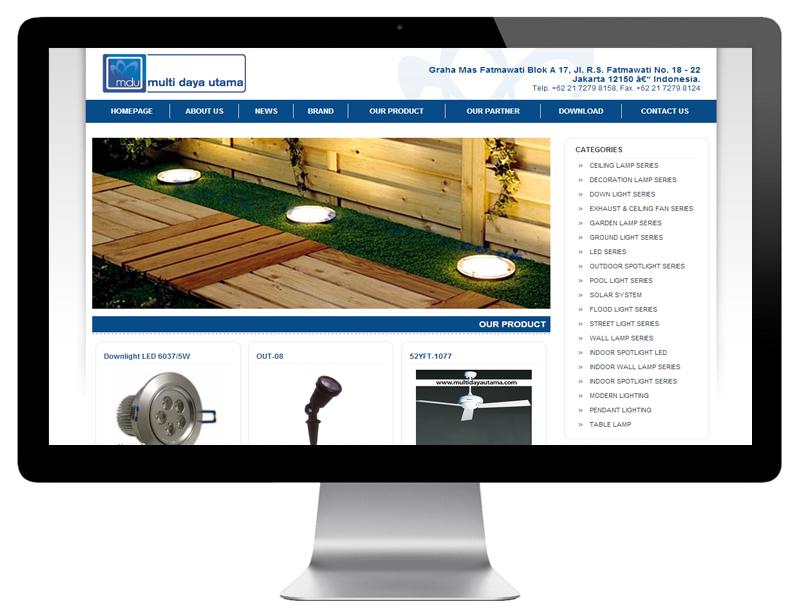 mdu multi daya utama
Graha Mas Fatmawati Blok A 17, Jl. R.S. Fatmawati No. 18 - 22
Jakarta 12150 â€“ Indonesia.
Telp. +62 21 7279 8158, Fax. +62 21 7279 8124
HOMEPAGE ABOUT US NEWS BRAND OUR PRODUCT OUR PARTNER DOWNLOAD CONTACT US
CATEGORIES
» CEILING LAMP SERIES
» DECORATION LAMP SERIES
» DOWN LIGHT SERIES
» EXHAUST & CEILING FAN SERIES
» GARDEN LAMP SERIES
» GROUND LIGHT SERIES
» LED SERIES
» OUTDOOR SPOTLIGHT SERIES
» POOL LIGHT SERIES
» SOLAR SYSTEM
» FLOOD LIGHT SERIES
» STREET LIGHT SERIES
» WALL LAMP SERIES
» INDOOR SPOTLIGHT LED
» INDOOR WALL LAMP SERIES
» INDOOR SPOTLIGHT SERIES
» MODERN LIGHTING
» PENDANT LIGHTING
» TABLE LAMP
OUR PRODUCT
Downlight LED 6037/5W
OUT-08
52YFT-1077
www.multidayautama.com